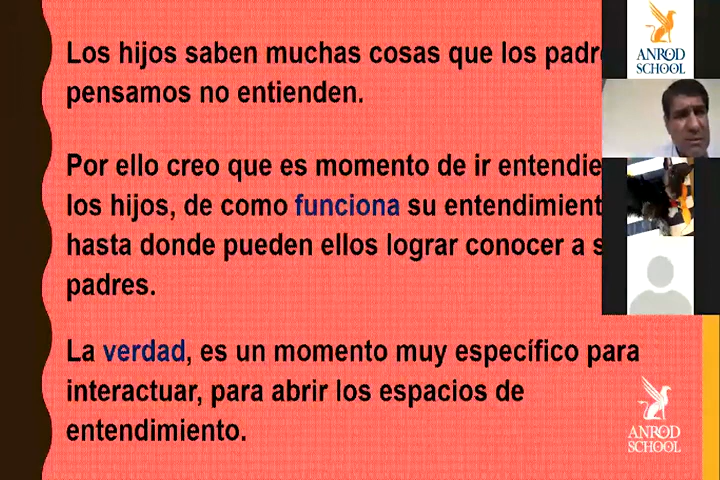 Los hijos saben muchas cosas que los padr
pensamos no entienden.
Por ello creo que es momento de ir entendie
los hijos, de como funciona su entendimient
hasta donde pueden ellos lograr conocer a s
padres.
La verdad, es un momento muy específico para
interactuar, para abrir los espacios de
entendimiento.
ANROD
SCHOOL
ANROD
SCHOOL